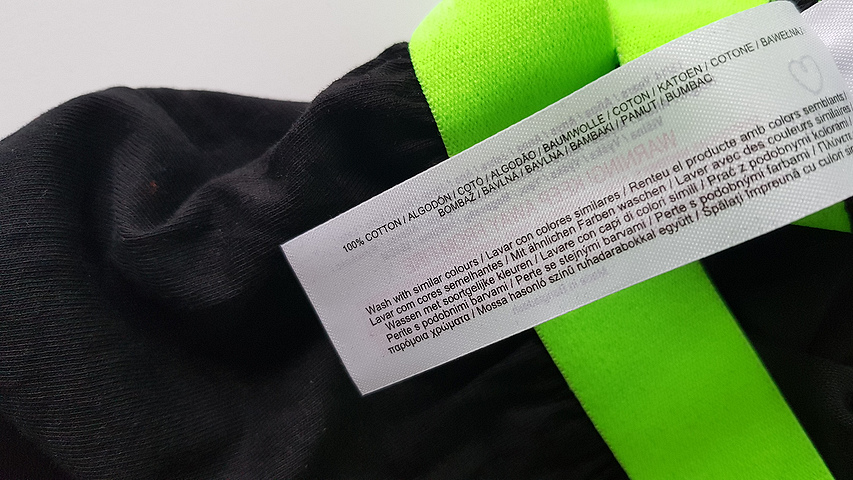 100% COTTON / ALGODÓN / COTÓ / ALGODÃO / BAUMWOLLE / COTON / KATOEN / COTONE / BAWEŁNA /
BOMBAŽ / BAVLNA / BAVLNA / BAMBAKI / PAMUT / BUMBAC
Wash with similar colours / Lavar con colores similares / Renteu el producte amb colors semblants /
Lavar com cores semelhantes / Mit ähnlichen Farben waschen / Laver avec des couleurs similaires /
Wassen met soortgelijke kleuren / Lavare con capi di colori simili / Prać z podobnymi kolorami /
Perite s podobnimi barvami / Perte se stejnými barvami / Perte s podobnými farbami / Πλύνετε
παρόμοια χρώματα / Mossa hasonló színű ruhadarabokkal együtt / Spălați împreună cu culori